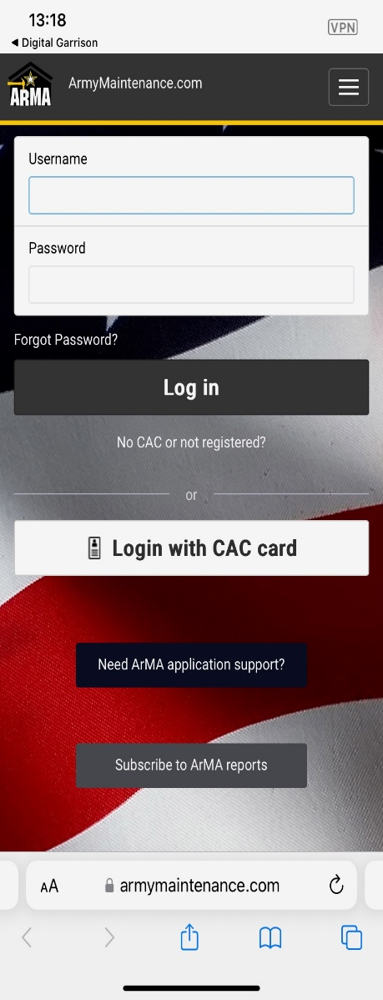 13:18
VPN
◀ Digital Garrison
ARMA
ArmyMaintenance.com
Username
Password
Forgot Password?
Log in
No CAC or not registered?
or
Login with CAC card
Need ArMA application support?
Subscribe to ArMA reports
AA
armymaintenance.com